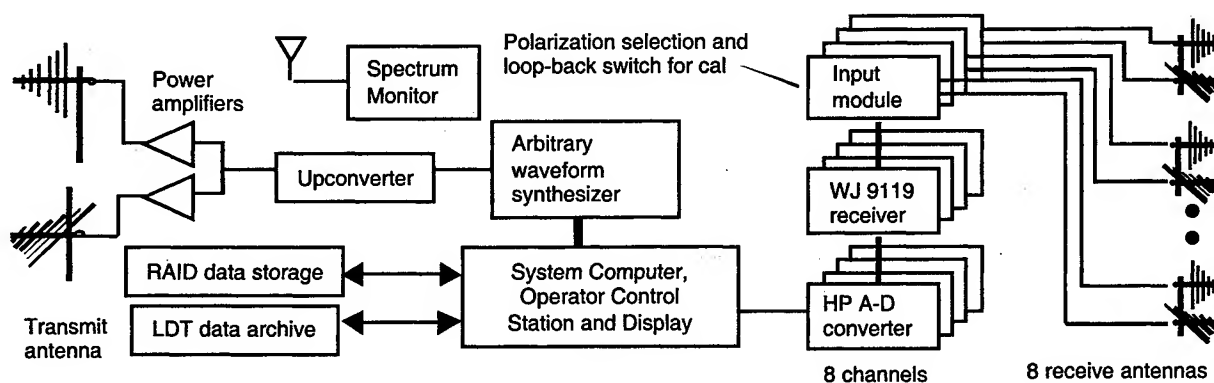 Power
amplifiers
Spectrum
Monitor
Polarization selection and
loop-back switch for cal
Input
module
Upconverter
Arbitrary
waveform
synthesizer
WJ 9119
receiver
RAID data storage
LDT data archive
System Computer,
Operator Control
Station and Display
HP A-D
converter
Transmit
antenna
8 channels
8 receive antennas